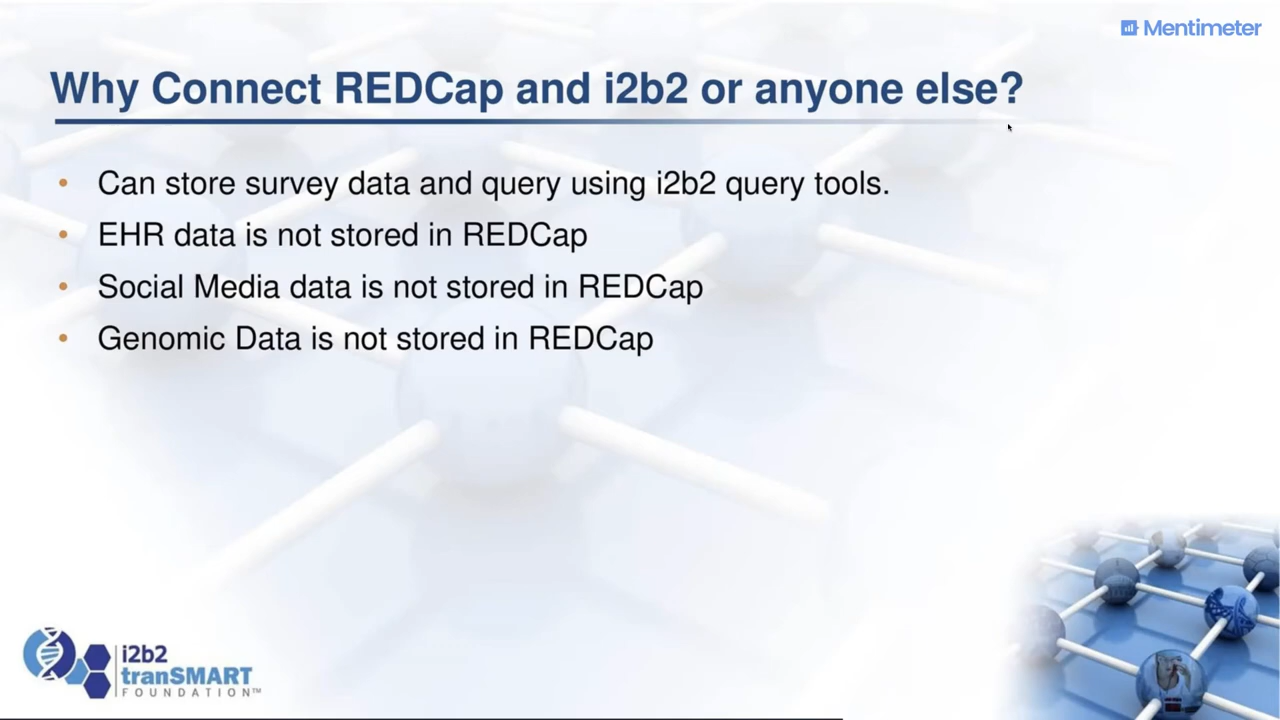 Mentimeter
Why Connect REDCap and i2b2 or anyone else?
• Can store survey data and query using i2b2 query tools.
• EHR data is not stored in REDCap
• Social Media data is not stored in REDCap
• Genomic Data is not stored in REDCap
i2b2
tranSMART
FOUNDATION™